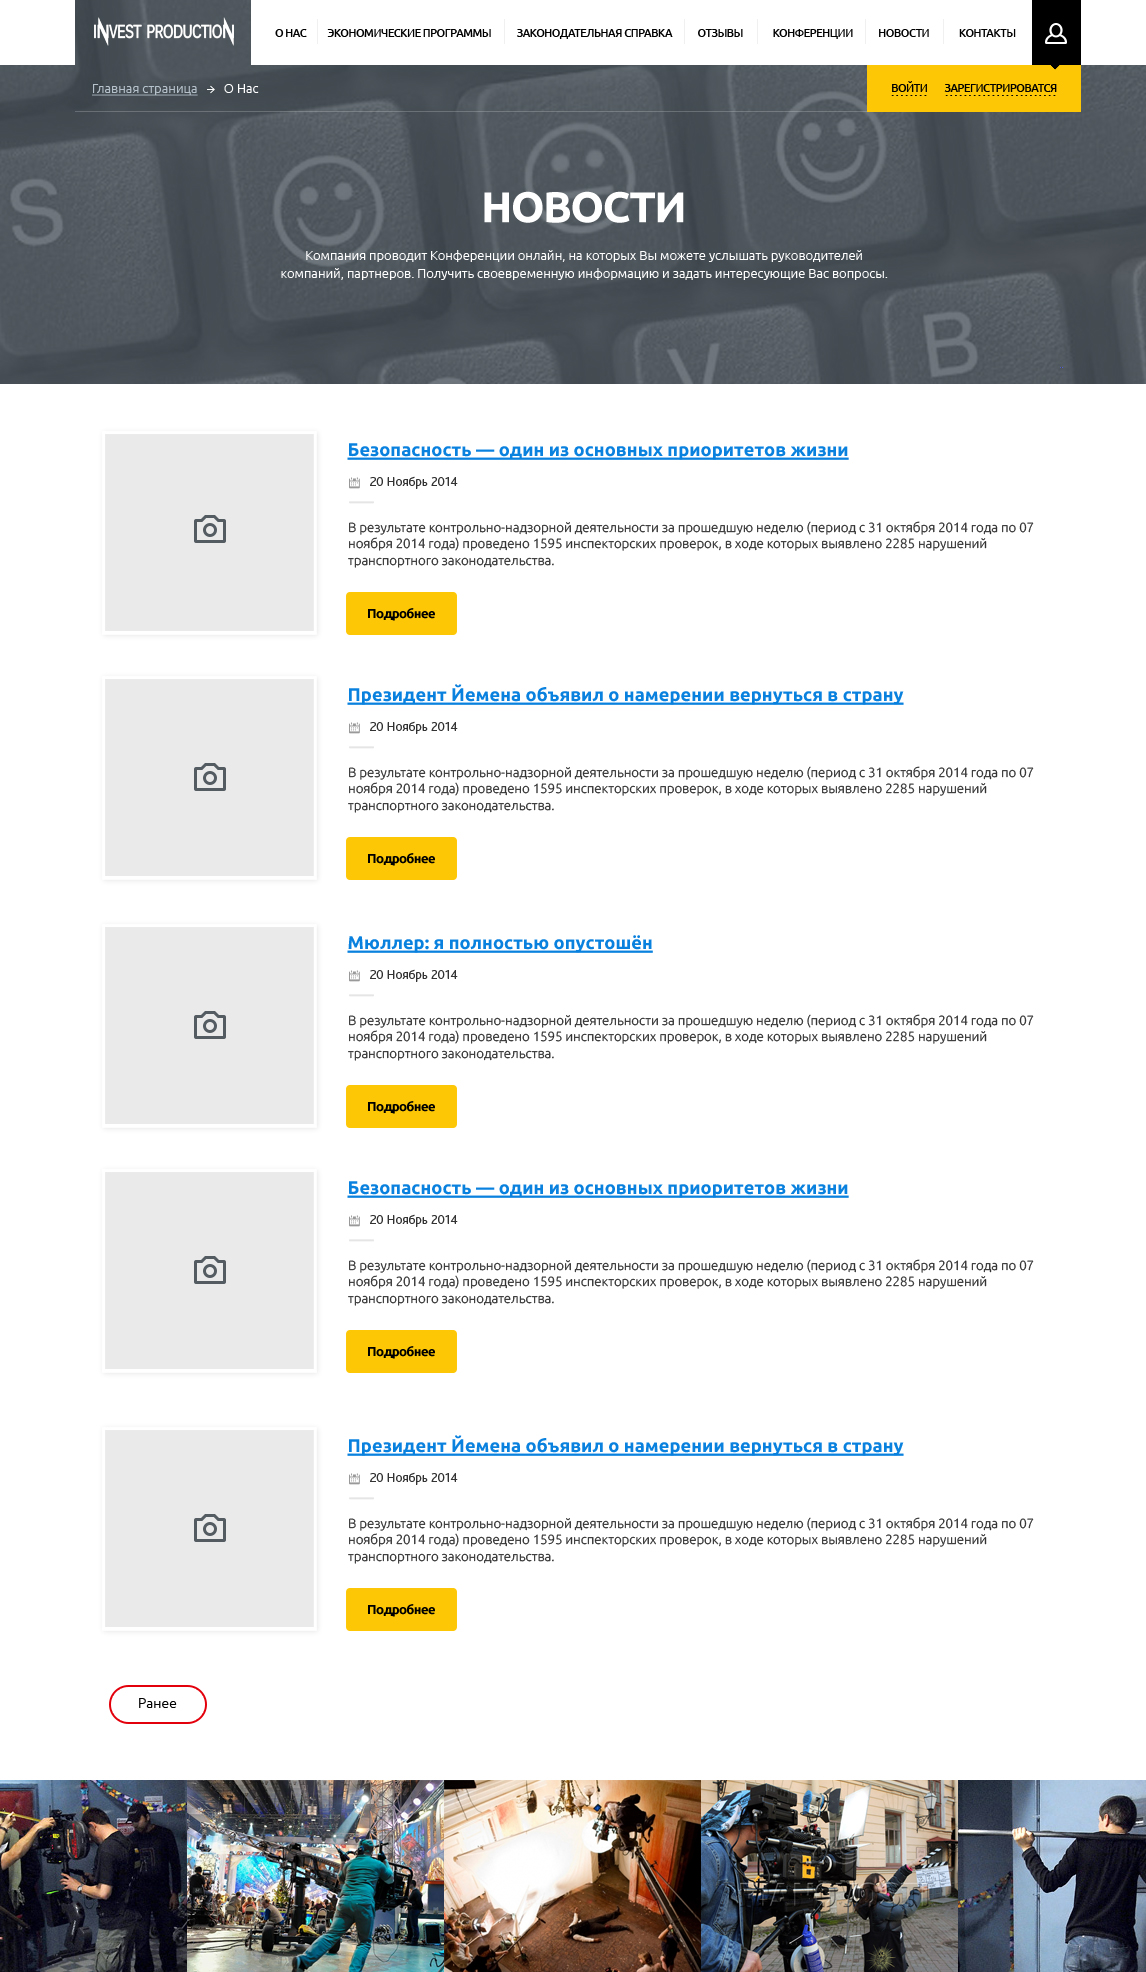 INVEST PRODUCTION
О НАС
ЭКОНОМИЧЕСКИЕ ПРОГРАММЫ
ЗАКОНОДАТЕЛЬНАЯ СПРАВКА
ОТЗЫВЫ
КОНФЕРЕНЦИИ
НОВОСТИ
КОНТАКТЫ
Главная страница → О Нас
ВОЙТИ
ЗАРЕГИСТРИРОВАТСЯ
S
V
B
НОВОСТИ
Компания проводит Конференции онлайн, на которых Вы можете услышать руководителей
компаний, партнеров. Получить своевременную информацию и задать интересующие Вас вопросы.
Безопасность — один из основных приоритетов жизни
20 Ноябрь 2014
В результате контрольно-надзорной деятельности за прошедшую неделю (период с 31 октября 2014 года по 07
ноября 2014 года) проведено 1595 инспекторских проверок, в ходе которых выявлено 2285 нарушений
транспортного законодательства.
Подробнее
Президент Йемена объявил о намерении вернуться в страну
20 Ноябрь 2014
В результате контрольно-надзорной деятельности за прошедшую неделю (период с 31 октября 2014 года по 07
ноября 2014 года) проведено 1595 инспекторских проверок, в ходе которых выявлено 2285 нарушений
транспортного законодательства.
Подробнее
Мюллер: я полностью опустошён
20 Ноябрь 2014
В результате контрольно-надзорной деятельности за прошедшую неделю (период с 31 октября 2014 года по 07
ноября 2014 года) проведено 1595 инспекторских проверок, в ходе которых выявлено 2285 нарушений
транспортного законодательства.
Подробнее
Безопасность — один из основных приоритетов жизни
20 Ноябрь 2014
В результате контрольно-надзорной деятельности за прошедшую неделю (период с 31 октября 2014 года по 07
ноября 2014 года) проведено 1595 инспекторских проверок, в ходе которых выявлено 2285 нарушений
транспортного законодательства.
Подробнее
Президент Йемена объявил о намерении вернуться в страну
20 Ноябрь 2014
В результате контрольно-надзорной деятельности за прошедшую неделю (период с 31 октября 2014 года по 07
ноября 2014 года) проведено 1595 инспекторских проверок, в ходе которых выявлено 2285 нарушений
транспортного законодательства.
Подробнее
Ранее